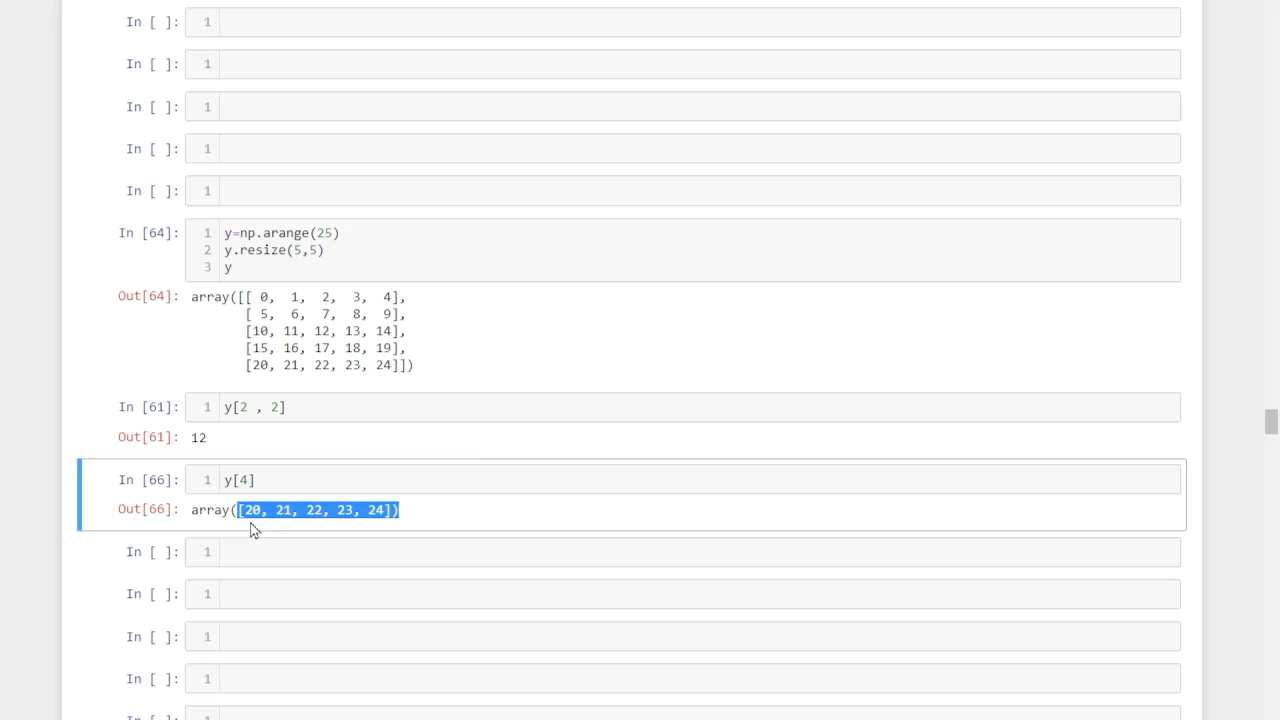 In [ ]: 1
In [ ]: 1
In [ ]: 1
In [ ]: 1
In [ ]: 1
In [64]: 1 y=np.arange(25)
2 y.resize(5,5)
3 y
Out[64]: array([[ 0, 1, 2, 3, 4],
[ 5, 6, 7, 8, 9],
[10, 11, 12, 13, 14],
[15, 16, 17, 18, 19],
[20, 21, 22, 23, 24]])
In [61]: 1 y[2 , 2]
Out[61]: 12
In [66]: 1 y[4]
Out[66]: array([20, 21, 22, 23, 24])
In [ ]: 1
In [ ]: 1
In [ ]: 1
In [ ]: 1